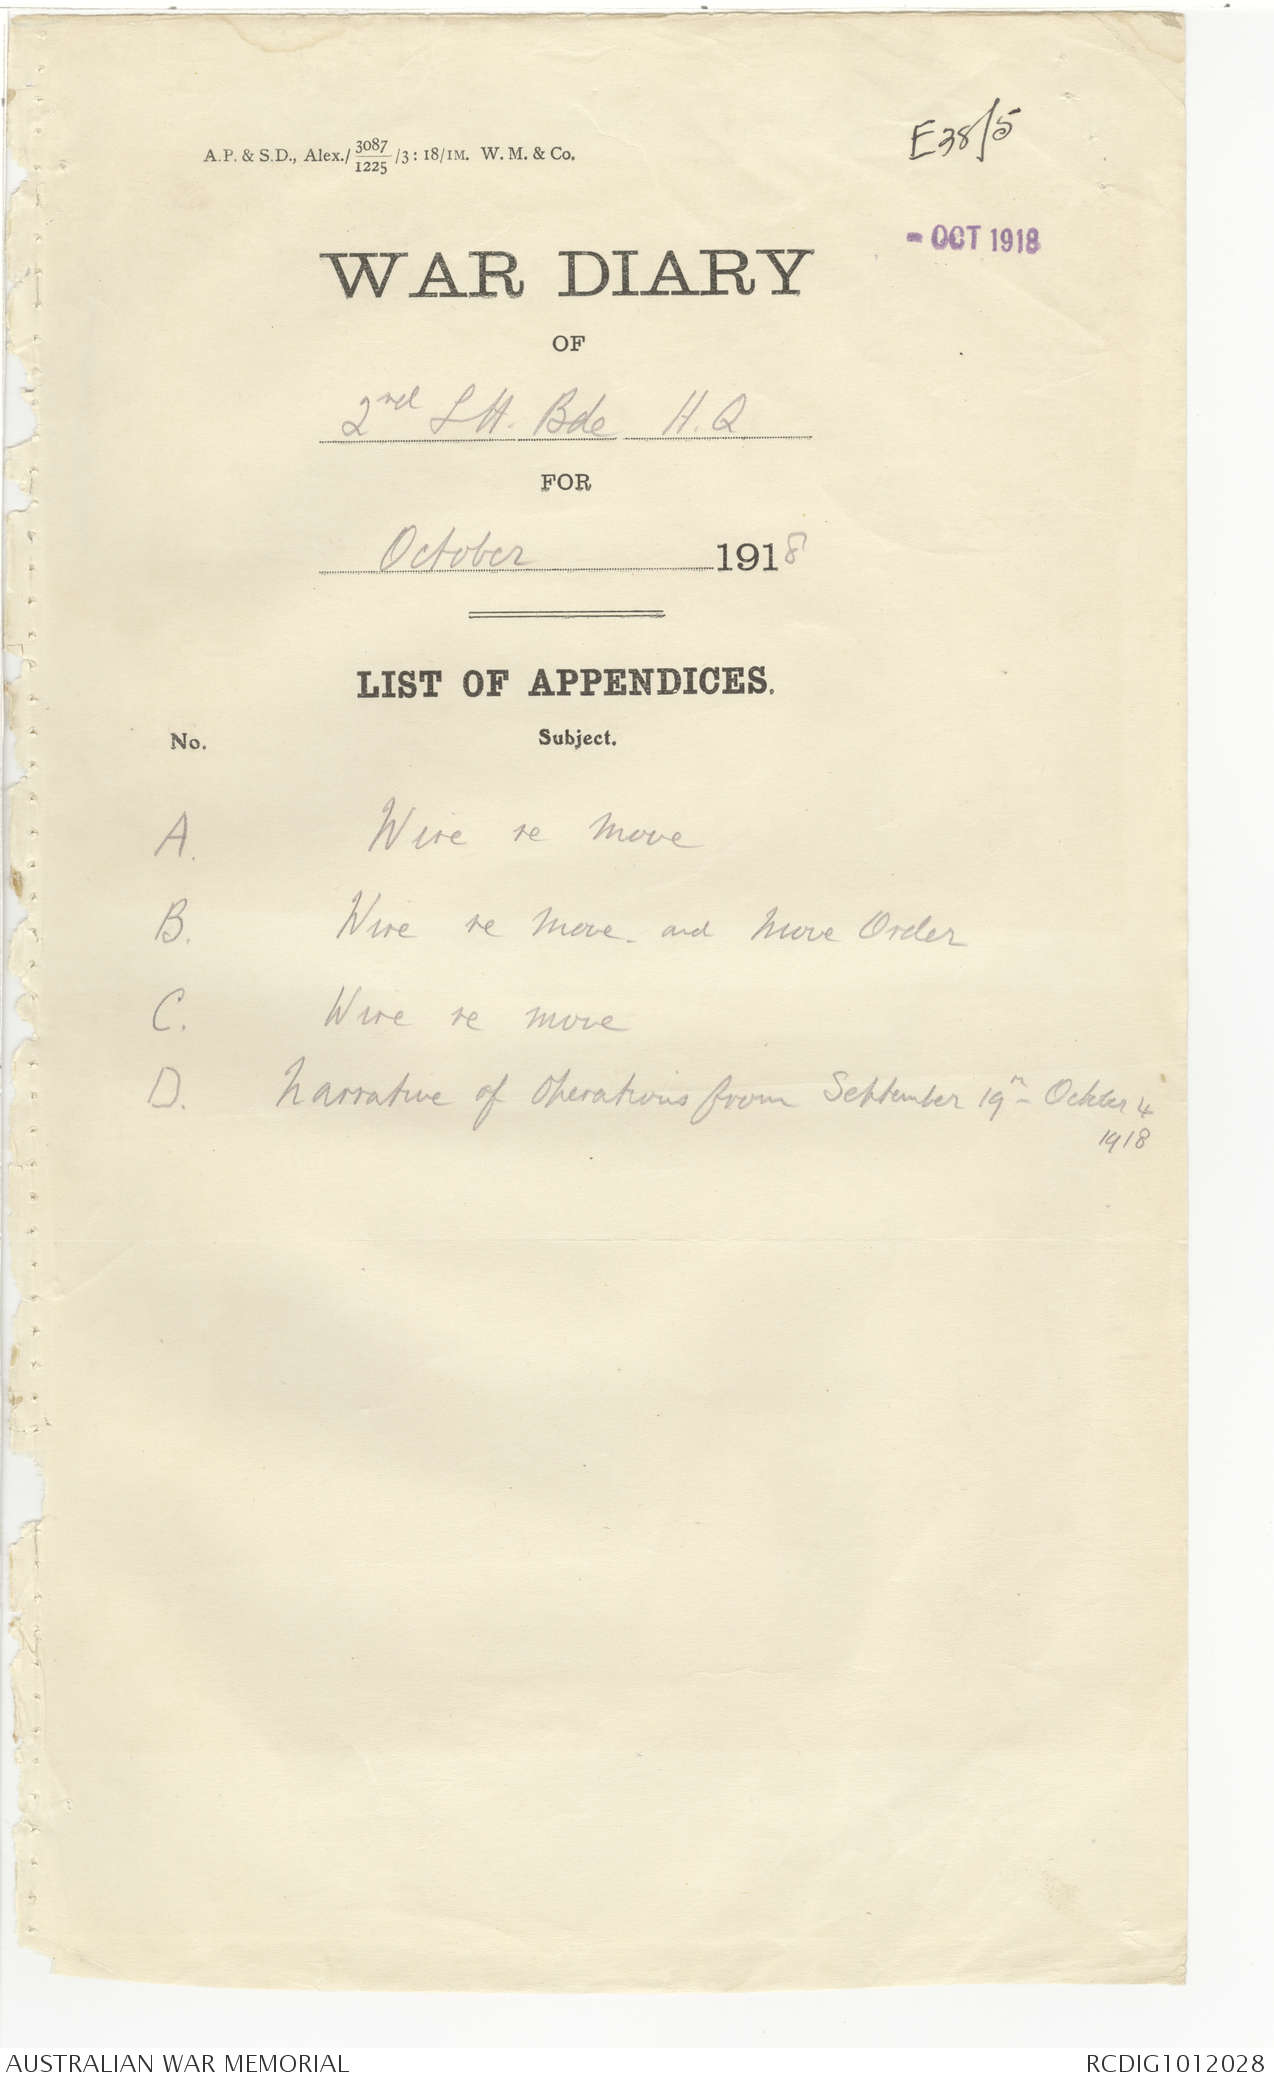 E38/5
A.P. & S.D., Alex./3087/1225/3 : 18/1M. W. M. & Co.
- OCT 1918
WAR DIARY
OF
2nd LH. Bde H.Q
FOR
October 1918
LIST OF APPENDICES.
No. Subject.
A. Wire re move
B. Wire re move and move Order
C. Wire re move
D. Narrative of Operations from September 19th - October 4
1918
AUSTRALIAN WAR MEMORIAL RCDIG1012028